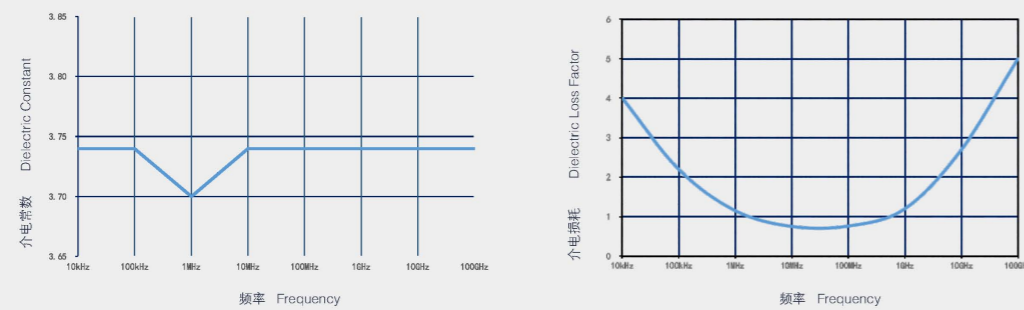 3.85
3.80
3.75
3.70
3.65
介电常数 Dielectric Constant
10kHz 100kHz 1MHz 10MHz 100MHz 1GHz 10GHz 100GHz
频率 Frequency
6
5
4
3
2
1
0
介电损耗 Dielectric Loss Factor
10kHz 100kHz 1MHz 10MHz 100MHz 1GHz 10GHz
频率 Frequency